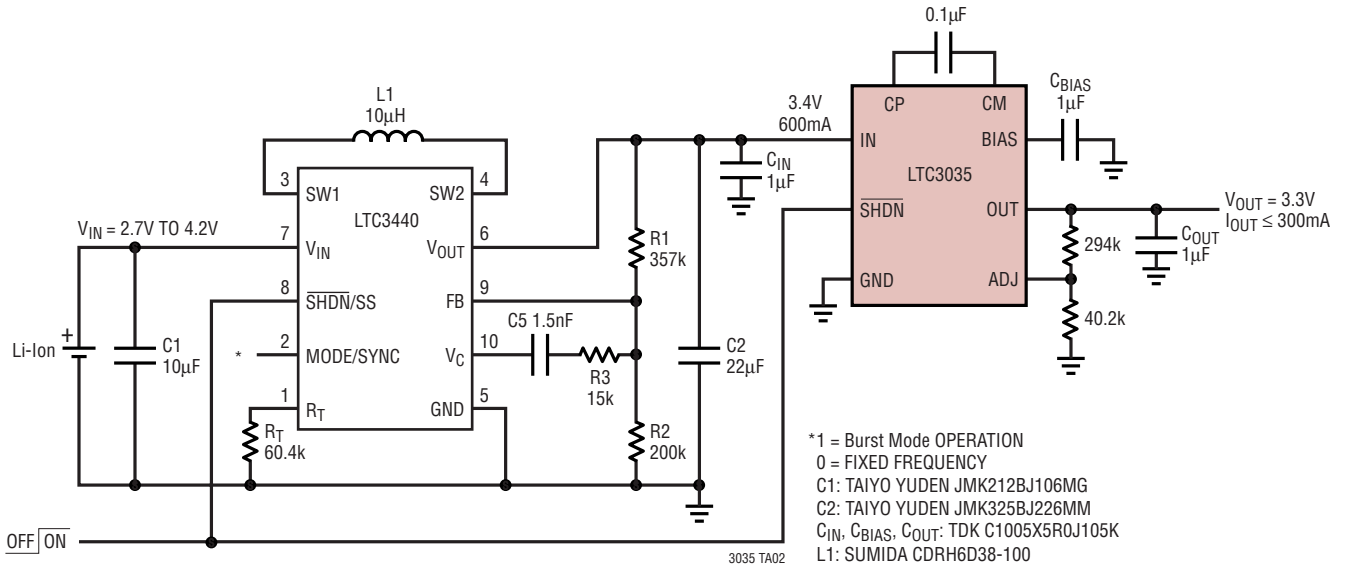 0.1µF
L1
10µH
3.4V
600mA
CP
CM
CBIAS
1µF
IN
BIAS
LTC3035
CIN
1µF
3
SW1
4
SW2
LTC3440
SHDN
OUT
VOUT = 3.3V
IOUT ≤ 300mA
VIN = 2.7V TO 4.2V
7
VIN
6
VOUT
R1
357k
294k
COUT
1µF
8
SHDN/SS
9
FB
GND
ADJ
C5 1.5nF
40.2k
Li-Ion
+
C1
10µF
*
2
MODE/SYNC
10
VC
R3
15k
C2
22µF
1
RT
5
GND
RT
60.4k
R2
200k
*1 = Burst Mode OPERATION
0 = FIXED FREQUENCY
C1: TAIYO YUDEN JMK212BJ106MG
C2: TAIYO YUDEN JMK325BJ226MM
CIN, CBIAS, COUT: TDK C1005X5R0J105K
L1: SUMIDA CDRH6D38-100
OFF ON
3035 TA02